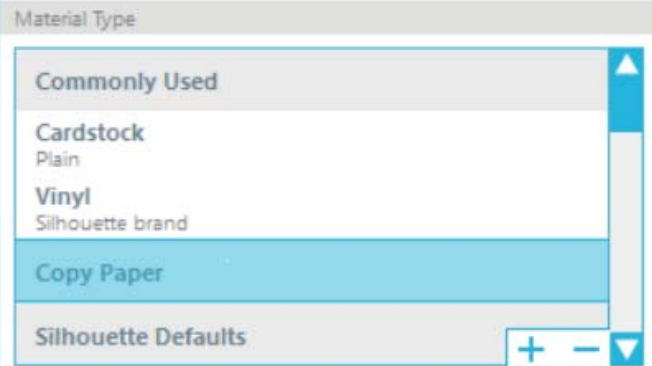 Material Type
Commonly Used
Cardstock
Plain
Vinyl
Silhouette brand
Copy Paper
Silhouette Defaults
+ −